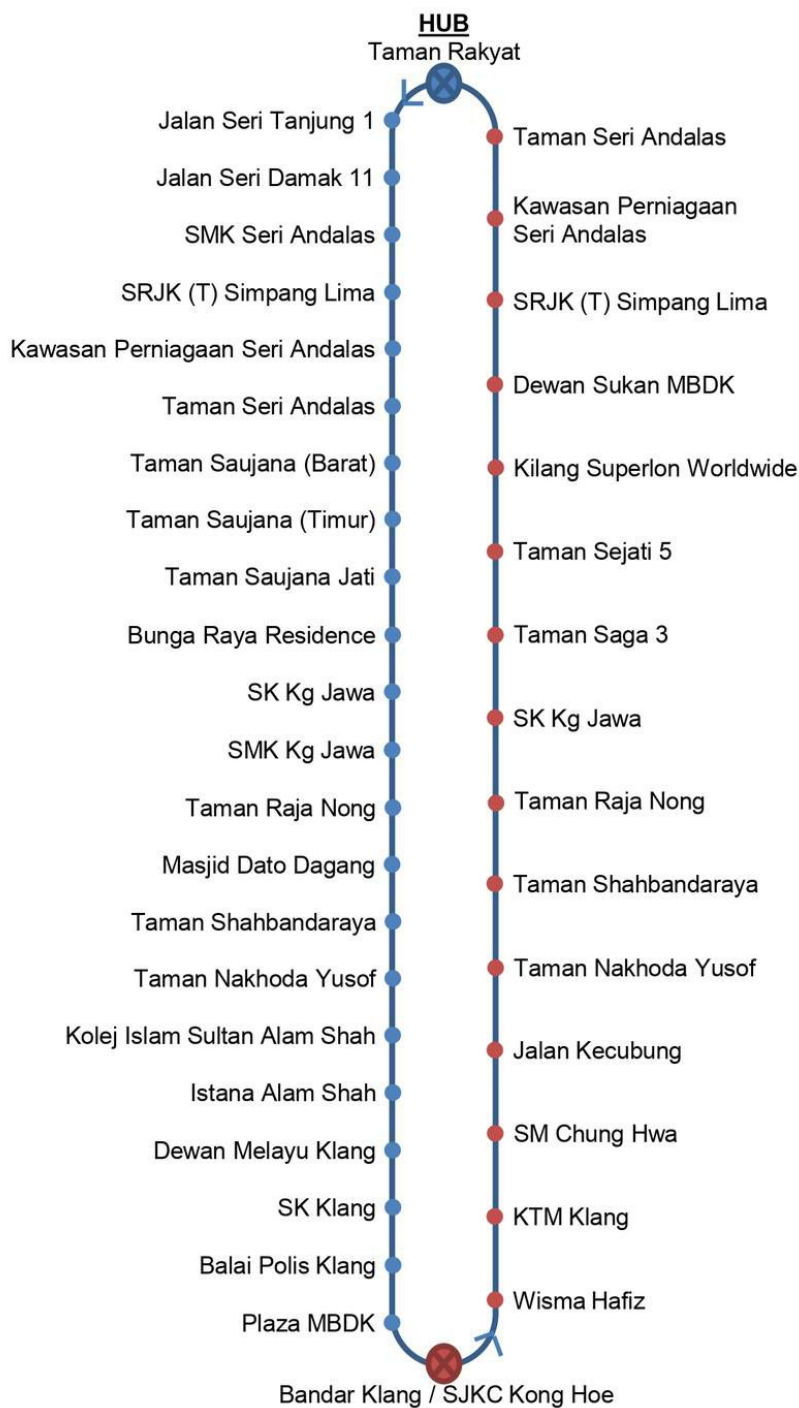 HUB
Taman Rakyat
Jalan Seri Tanjung 1
Jalan Seri Damak 11
SMK Seri Andalas
SRJK (T) Simpang Lima
Kawasan Perniagaan Seri Andalas
Taman Seri Andalas
Taman Saujana (Barat)
Taman Saujana (Timur)
Taman Saujana Jati
Bunga Raya Residence
SK Kg Jawa
SMK Kg Jawa
Taman Raja Nong
Masjid Dato Dagang
Taman Shahbandaraya
Taman Nakhoda Yusof
Kolej Islam Sultan Alam Shah
Istana Alam Shah
Dewan Melayu Klang
SK Klang
Balai Polis Klang
Plaza MBDK
Taman Seri Andalas
Kawasan Perniagaan
Seri Andalas
SRJK (T) Simpang Lima
Dewan Sukan MBDK
Kilang Superlon Worldwide
Taman Sejati 5
Taman Saga 3
SK Kg Jawa
Taman Raja Nong
Taman Shahbandaraya
Taman Nakhoda Yusof
Jalan Kecubung
SM Chung Hwa
KTM Klang
Wisma Hafiz
Bandar Klang / SJKC Kong Hoe